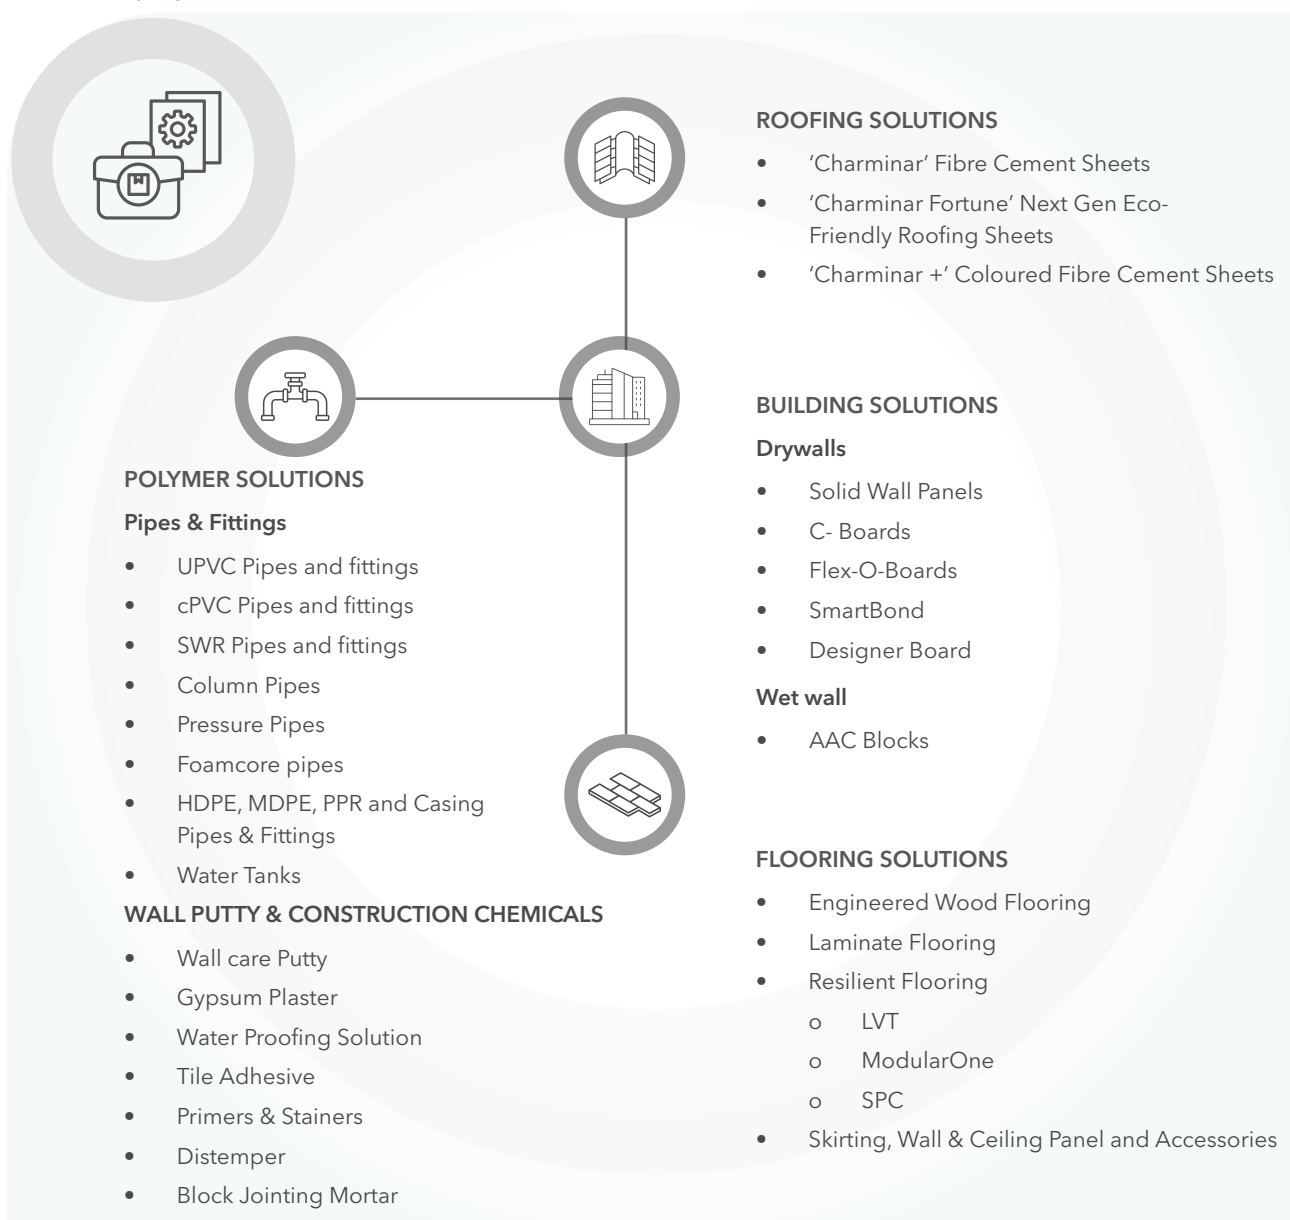 ROOFING SOLUTIONS
• ‘Charminar’ Fibre Cement Sheets
• ‘Charminar Fortune’ Next Gen Eco-
Friendly Roofing Sheets
• ‘Charminar +’ Coloured Fibre Cement Sheets
BUILDING SOLUTIONS
Drywalls
• Solid Wall Panels
• C- Boards
• Flex-O-Boards
• SmartBond
• Designer Board
Wet wall
• AAC Blocks
POLYMER SOLUTIONS
Pipes & Fittings
• UPVC Pipes and fittings
• cPVC Pipes and fittings
• SWR Pipes and fittings
• Column Pipes
• Pressure Pipes
• Foamcore pipes
• HDPE, MDPE, PPR and Casing
Pipes & Fittings
• Water Tanks
WALL PUTTY & CONSTRUCTION CHEMICALS
• Wall care Putty
• Gypsum Plaster
• Water Proofing Solution
• Tile Adhesive
• Primers & Stainers
• Distemper
• Block Jointing Mortar
FLOORING SOLUTIONS
• Engineered Wood Flooring
• Laminate Flooring
• Resilient Flooring
o LVT
o ModularOne
o SPC
• Skirting, Wall & Ceiling Panel and Accessories